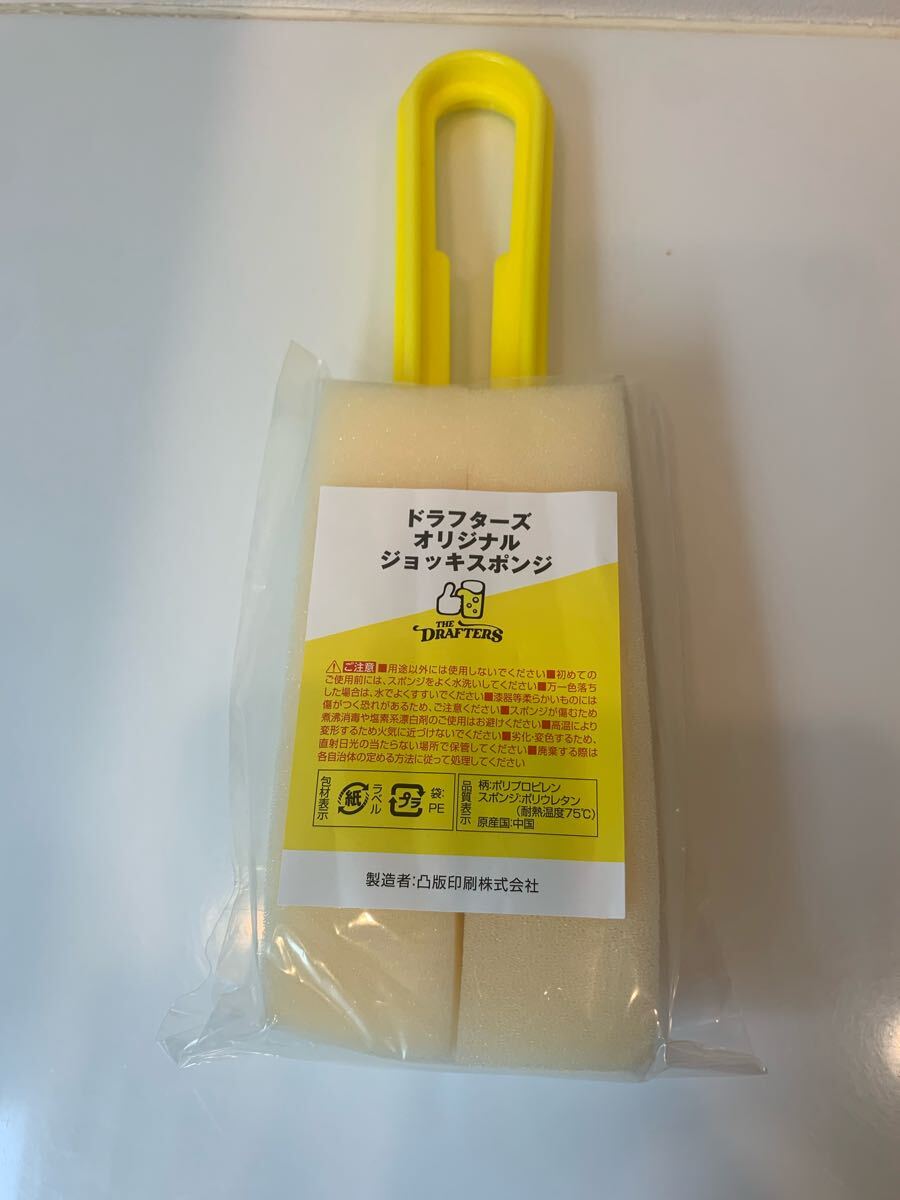 ドラフターズ
オリジナル
ジョッキスポンジ
THE
DRAFTERS
ご注意 ■用途以外には使用しないでください■初めての
ご使用前には、スポンジをよく水洗いしてください■万一色落ち
した場合は、水でよくすすいでください■漆器等柔らかいものには
傷がつく恐れがあるため、ご注意ください■スポンジが傷むため
煮沸消毒や塩素系漂白剤のご使用はお避けください■高温により
変形するため火気に近づけないでください■劣化・変色するため、
直射日光の当たらない場所で保管してください■廃棄する際は
各自治体の定める方法に従って処理してください
包材表示
紙
ラベル
プラ
袋:
PE
品質表示
柄:ポリプロピレン
スポンジ:ポリウレタン
(耐熱温度75℃)
原産国:中国
製造者:凸版印刷株式会社